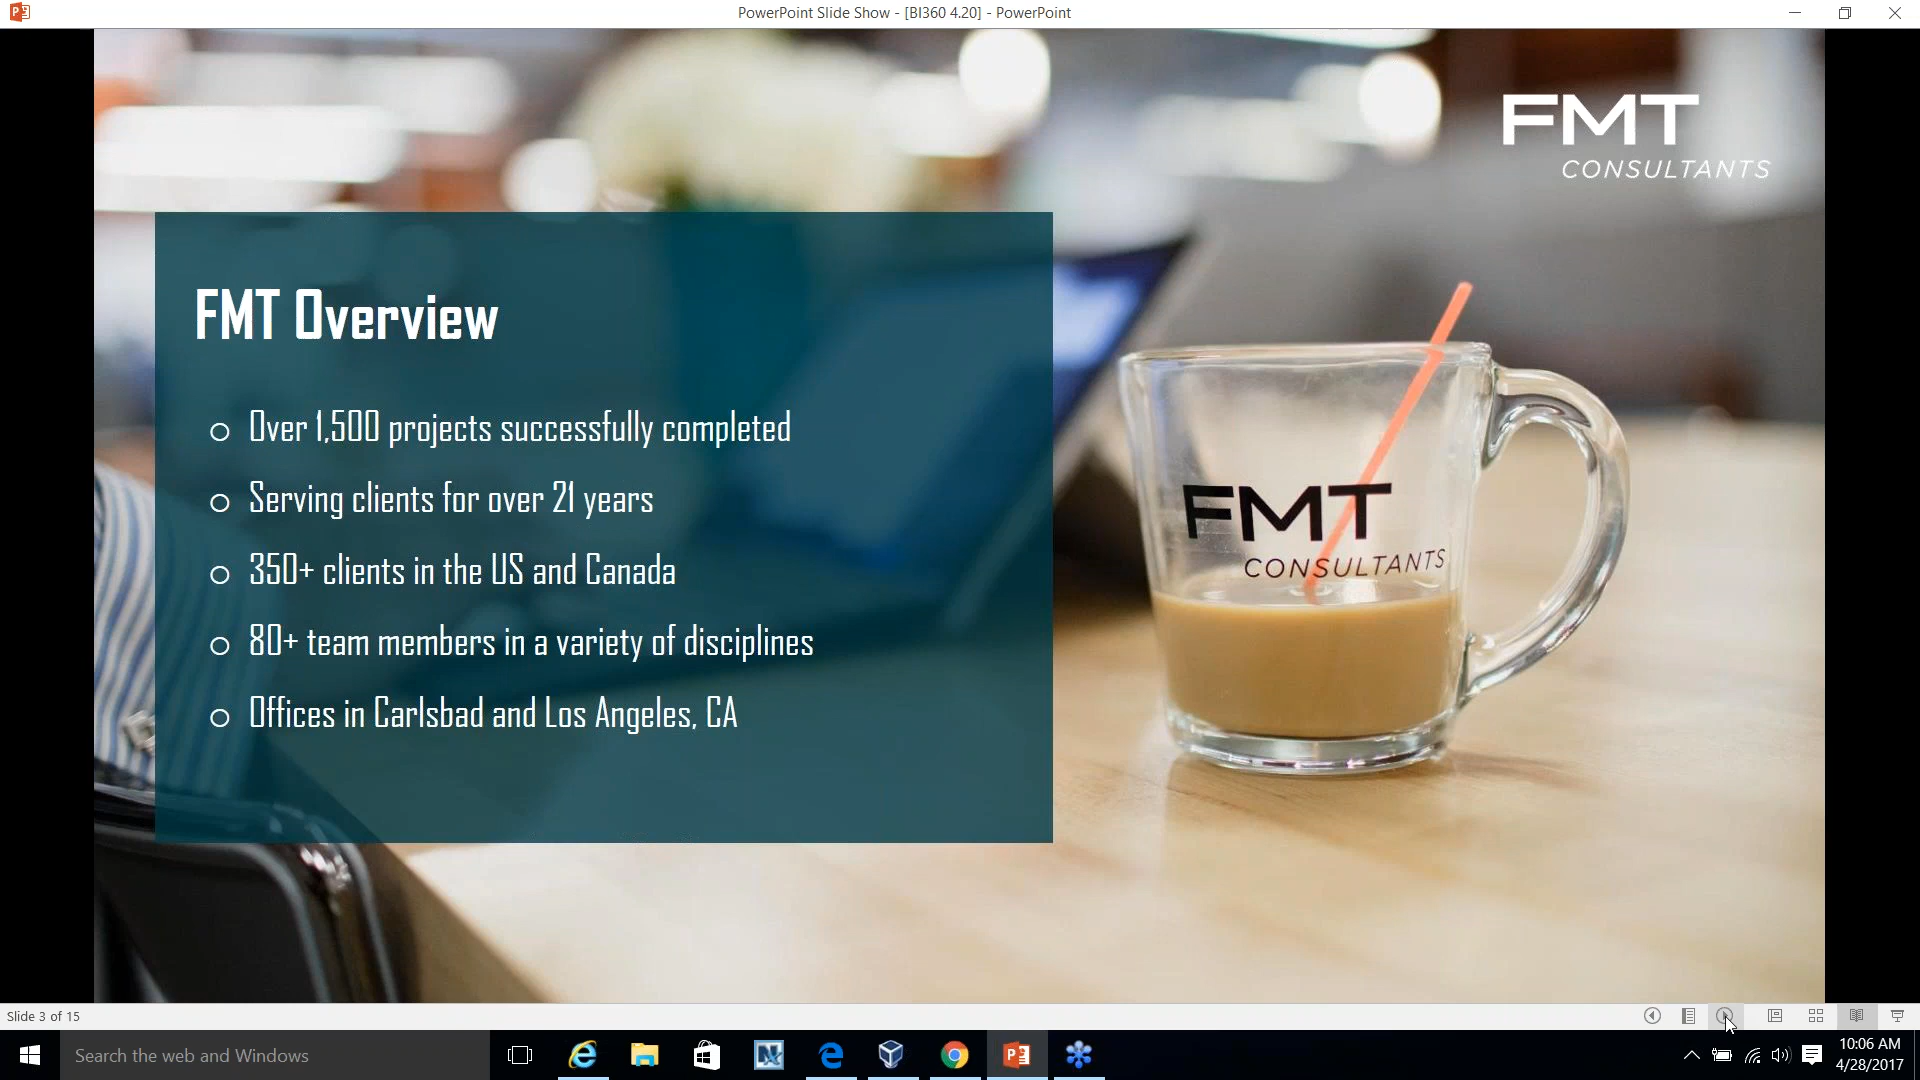 PowerPoint Slide Show - [BI360 4.20] - PowerPoint
FMT
CONSULTANTS
FMT Overview
Over 1,500 projects successfully completed
Serving clients for over 21 years
350+ clients in the US and Canada
80+ team members in a variety of disciplines
Offices in Carlsbad and Los Angeles, CA
FMT
CONSULTANTS
Slide 3 of 15
Search the web and Windows
10:06 AM
4/28/2017